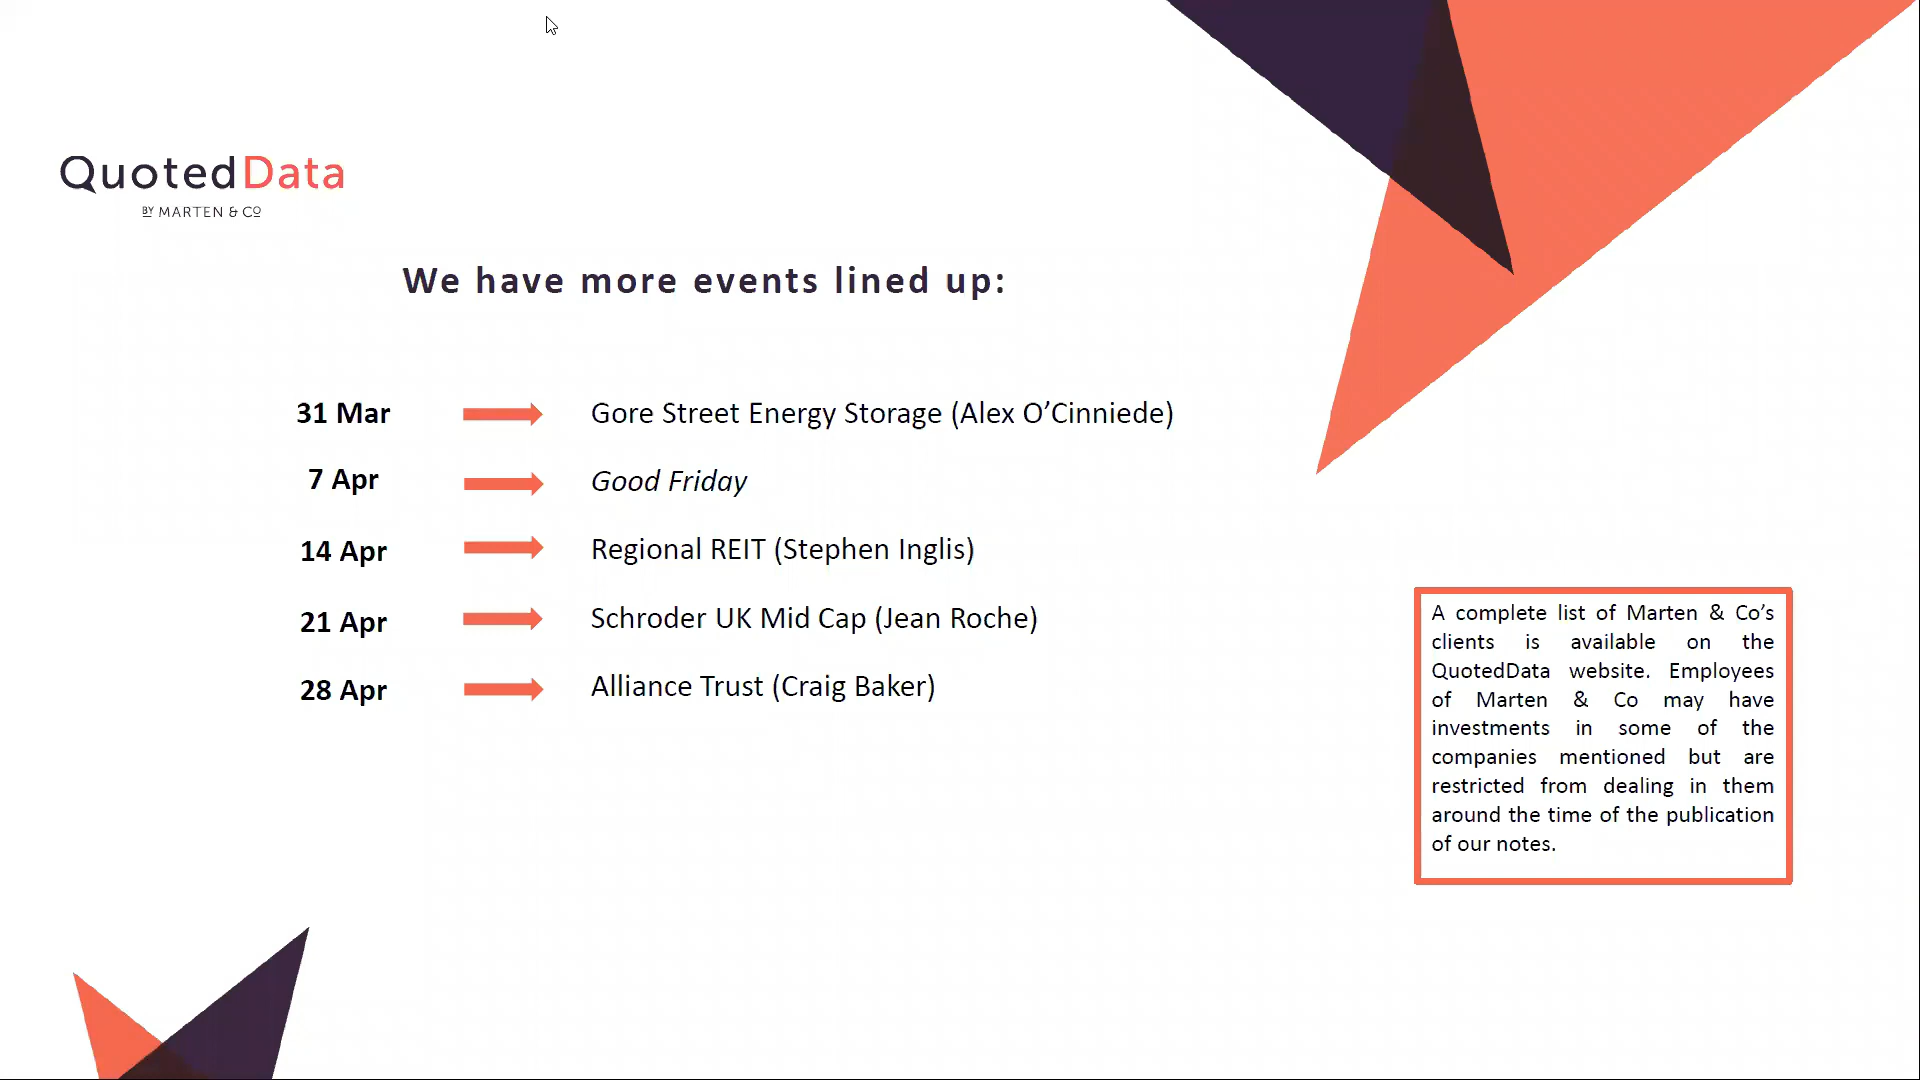 QuotedData
BY MARTEN & CO
We have more events lined up:
31 Mar Gore Street Energy Storage (Alex O’Cinniede)
7 Apr Good Friday
14 Apr Regional REIT (Stephen Inglis)
21 Apr Schroder UK Mid Cap (Jean Roche)
28 Apr Alliance Trust (Craig Baker)
A complete list of Marten & Co’s
clients is available on the
QuotedData website. Employees
of Marten & Co may have
investments in some of the
companies mentioned but are
restricted from dealing in them
around the time of the publication
of our notes.